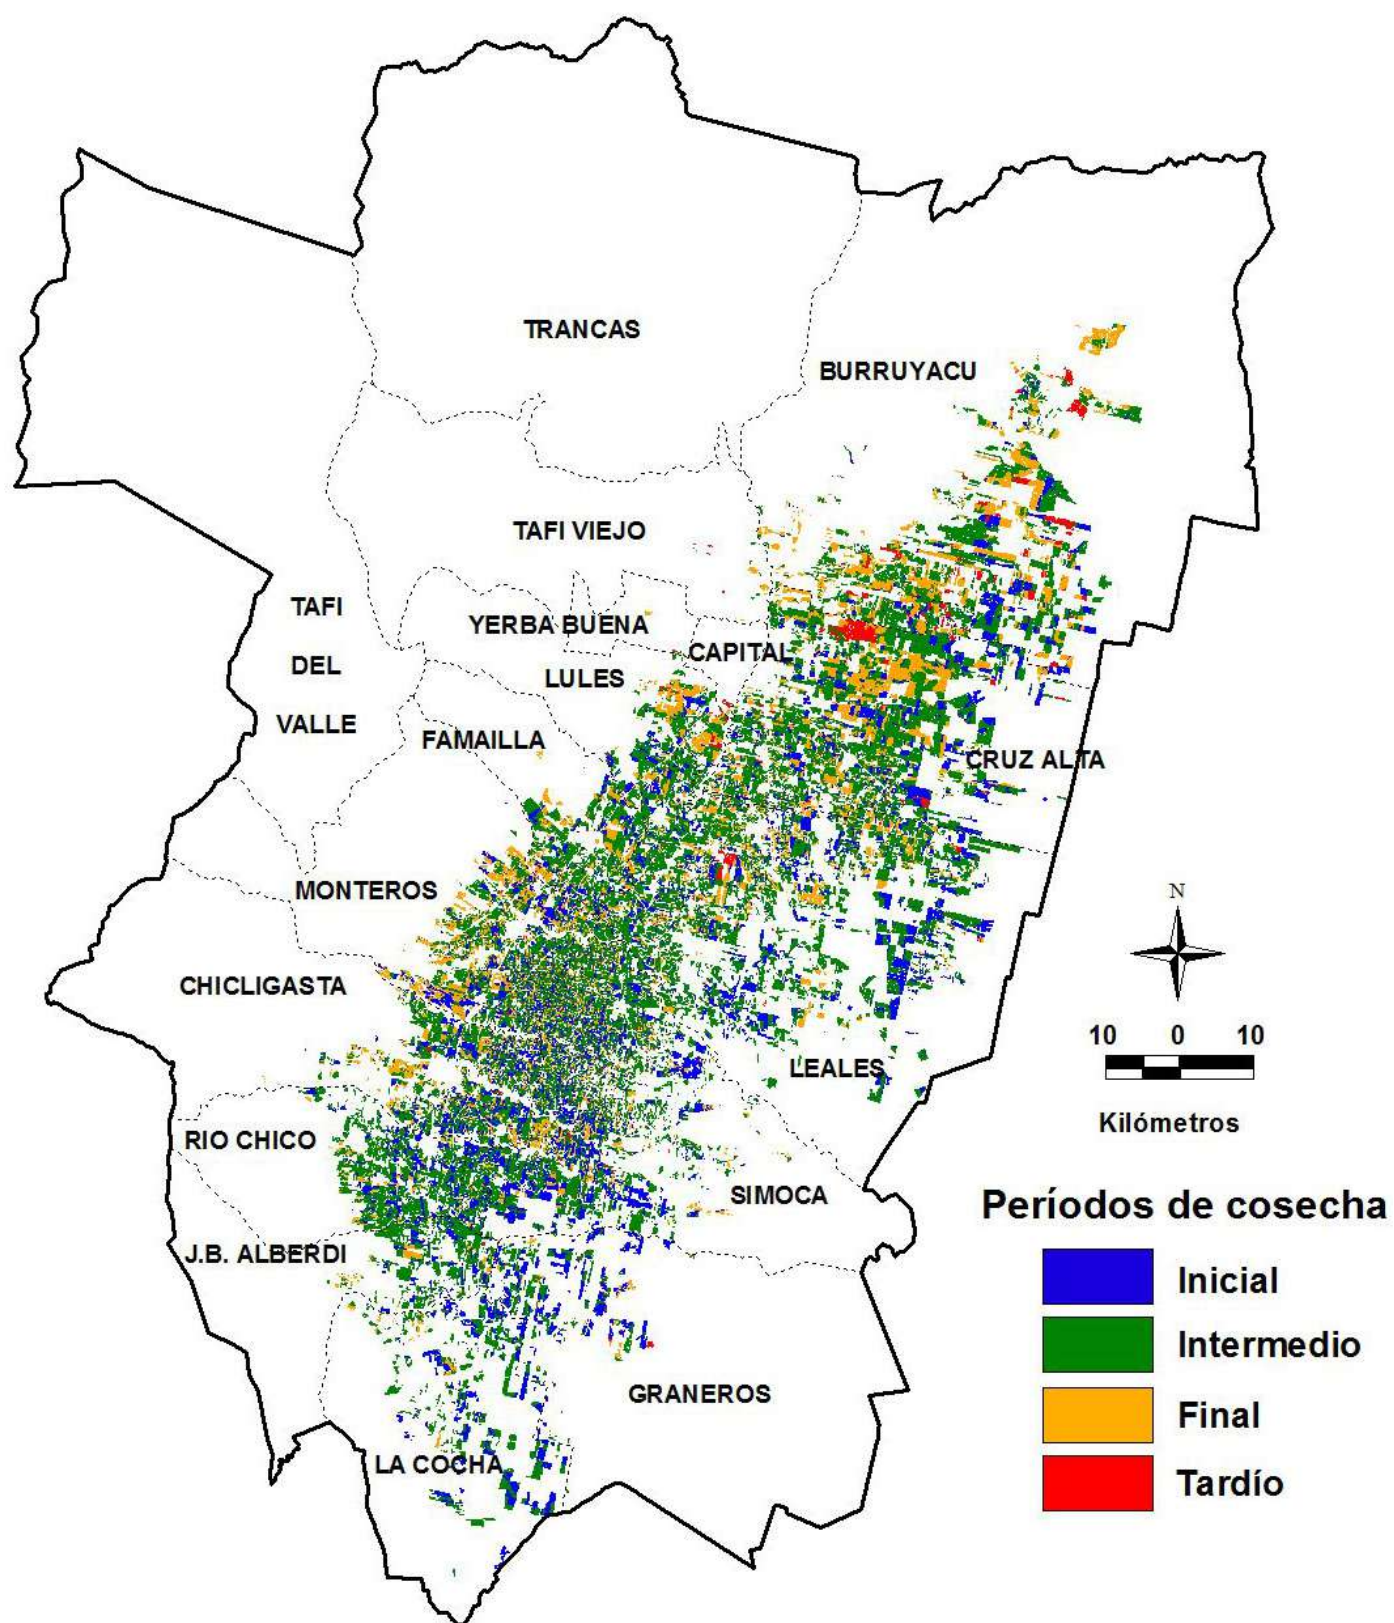 TRANCAS
BURRUYACU
TAFI VIEJO
TAFI
DEL
VALLE
YERBA BUENA
CAPITAL
LULES
FAMAILLA
CRUZ ALTA
MONTEROS
CHICLIGASTA
LEALES
RIO CHICO
SIMOCA
J.B. ALBERDI
GRANEROS
LA COCHA
N
10 0 10
Kilómetros
Períodos de cosecha
Inicial
Intermedio
Final
Tardío